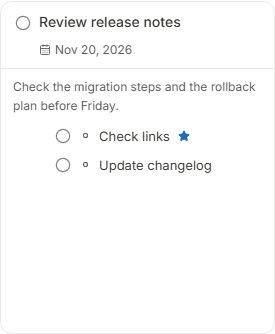 Review release notes
Nov 20, 2026
Check the migration steps and the rollback
plan before Friday.
Check links
Update changelog